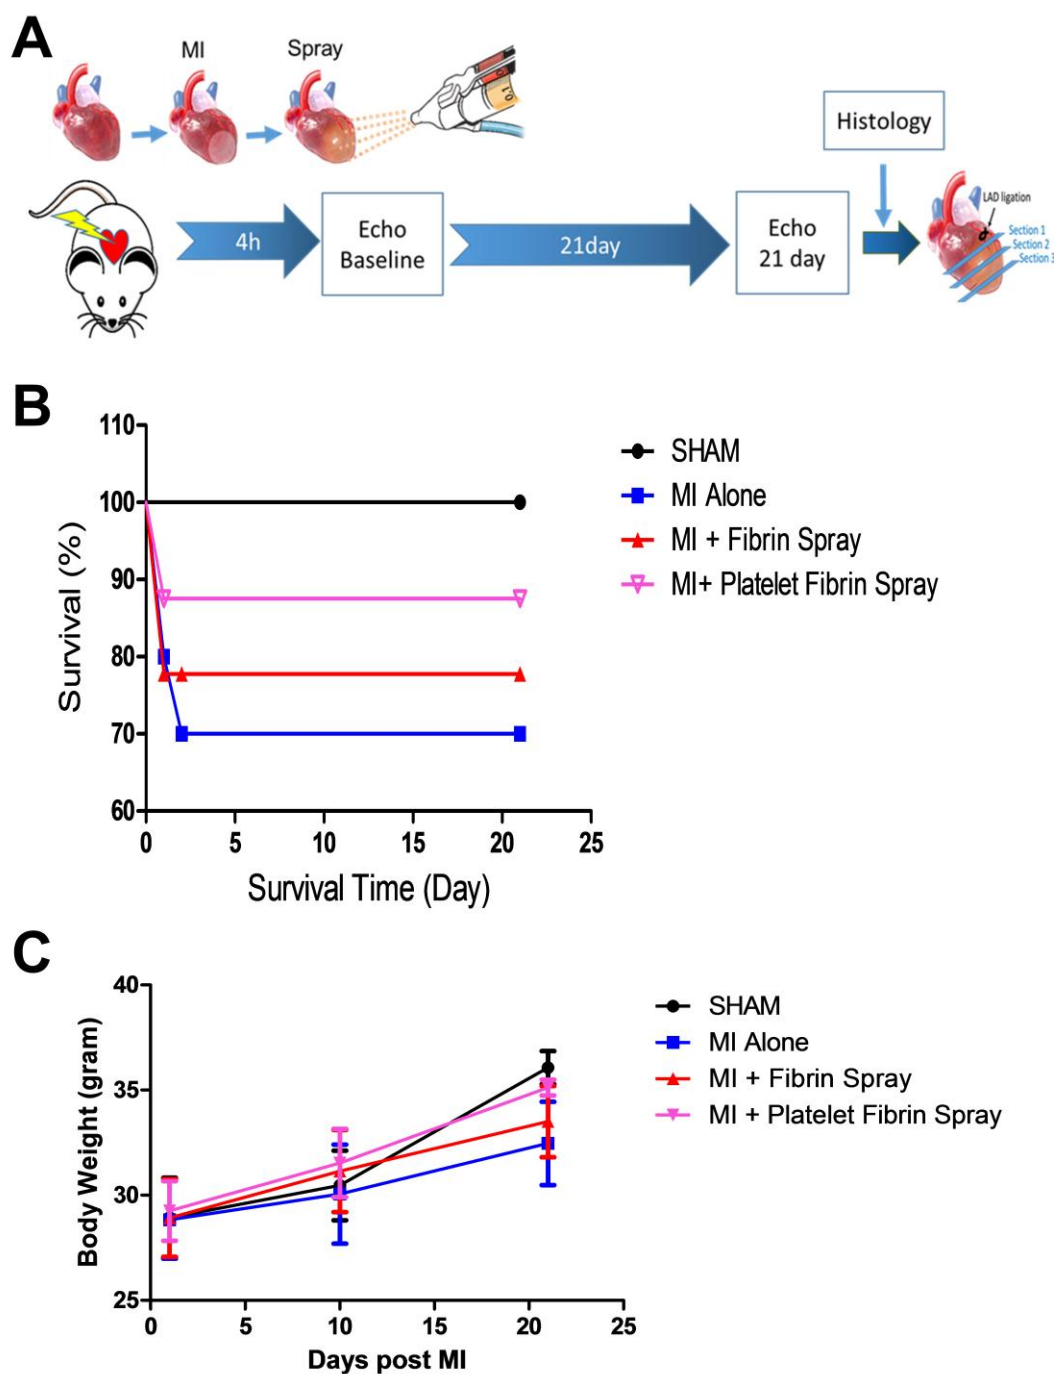 A
MI
Spray
0.1
Histology
LAD ligation
4h
Echo
Baseline
21day
Echo
21 day
Section 1
Section 2
Section 3
B
110
100
90
80
70
60
0 5 10 15 20 25
Survival (%)
Survival Time (Day)
SHAM
MI Alone
MI + Fibrin Spray
MI+ Platelet Fibrin Spray
C
40
35
30
25
0 5 10 15 20 25
Body Weight (gram)
Days post MI
SHAM
MI Alone
MI + Fibrin Spray
MI + Platelet Fibrin Spray